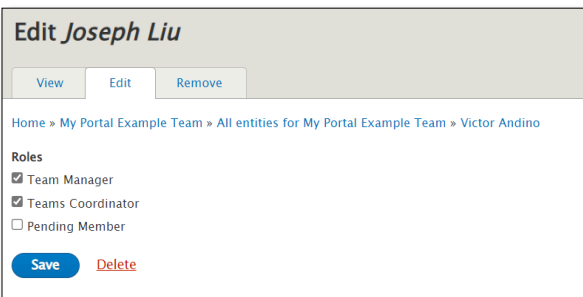 Edit Joseph Liu
View Edit Remove
Home » My Portal Example Team » All entities for My Portal Example Team » Victor Andino
Roles
Team Manager
Teams Coordinator
Pending Member
Save Delete